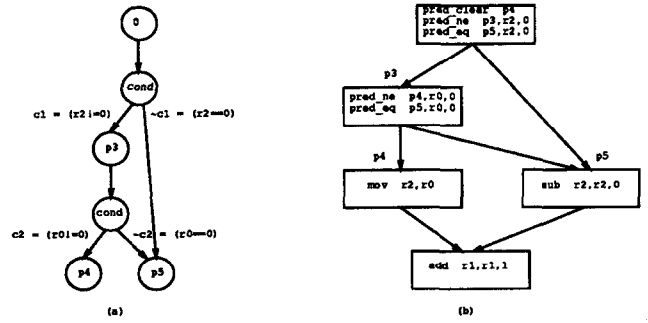 0
cond
c1 = (r2!=0) ~c1 = (r2==0)
p3
cond
c2 = (r0!=0) ~c2 = (r0==0)
p4 p5
(a)
pred_clear p4
pred_ne p3,r2,0
pred_eq p5,r2,0
p3
pred_ne p4,r0,0
pred_eq p5,r0,0
p4 p5
mov r2,r0 sub r2,r2,0
add r1,r1,1
(b)